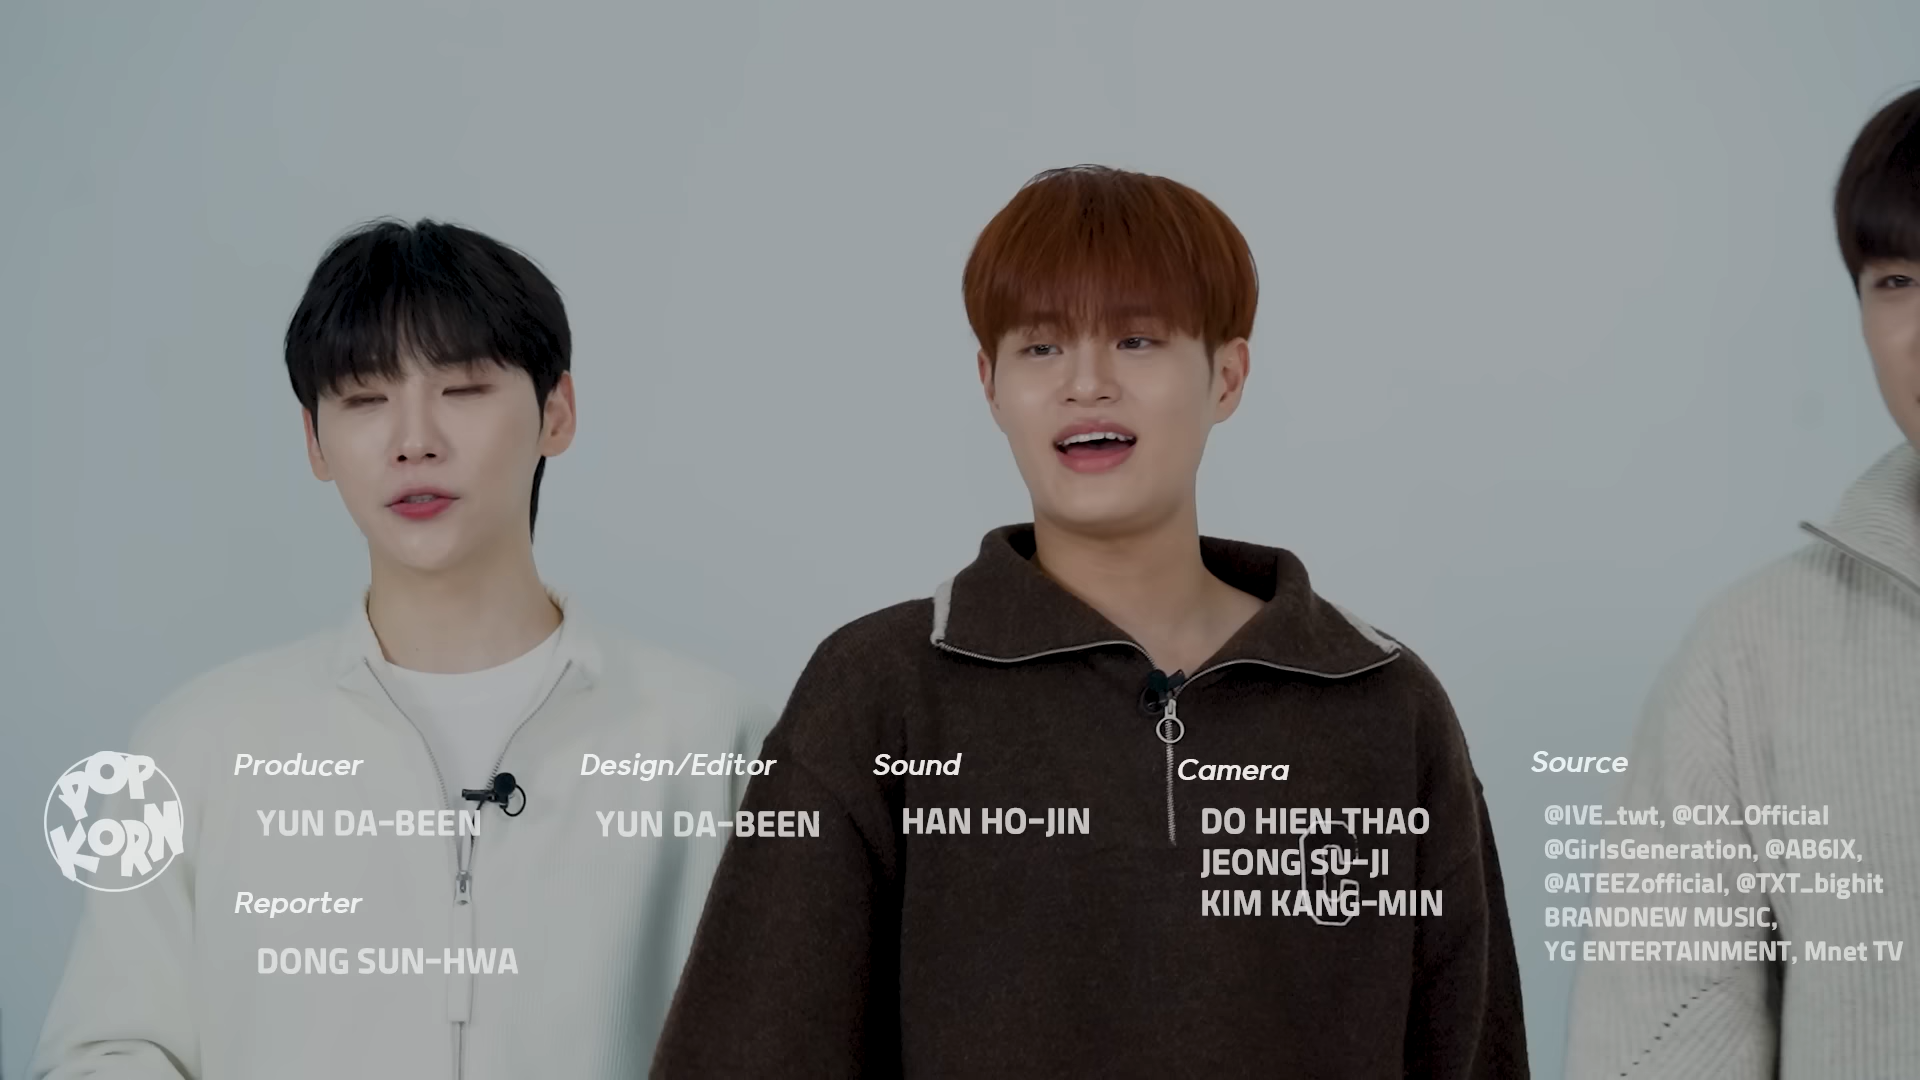 POP
KORN
Producer
YUN DA-BEEN
Reporter
DONG SUN-HWA
Design/Editor
YUN DA-BEEN
Sound
HAN HO-JIN
Camera
DO HIEN THAO
JEONG SU-JI
KIM KANG-MIN
C
Source
@IVE_twt, @CIX_Official
@GirlsGeneration, @AB6IX,
@ATEEZofficial, @TXT_bighit
BRANDNEW MUSIC,
YG ENTERTAINMENT, Mnet TV